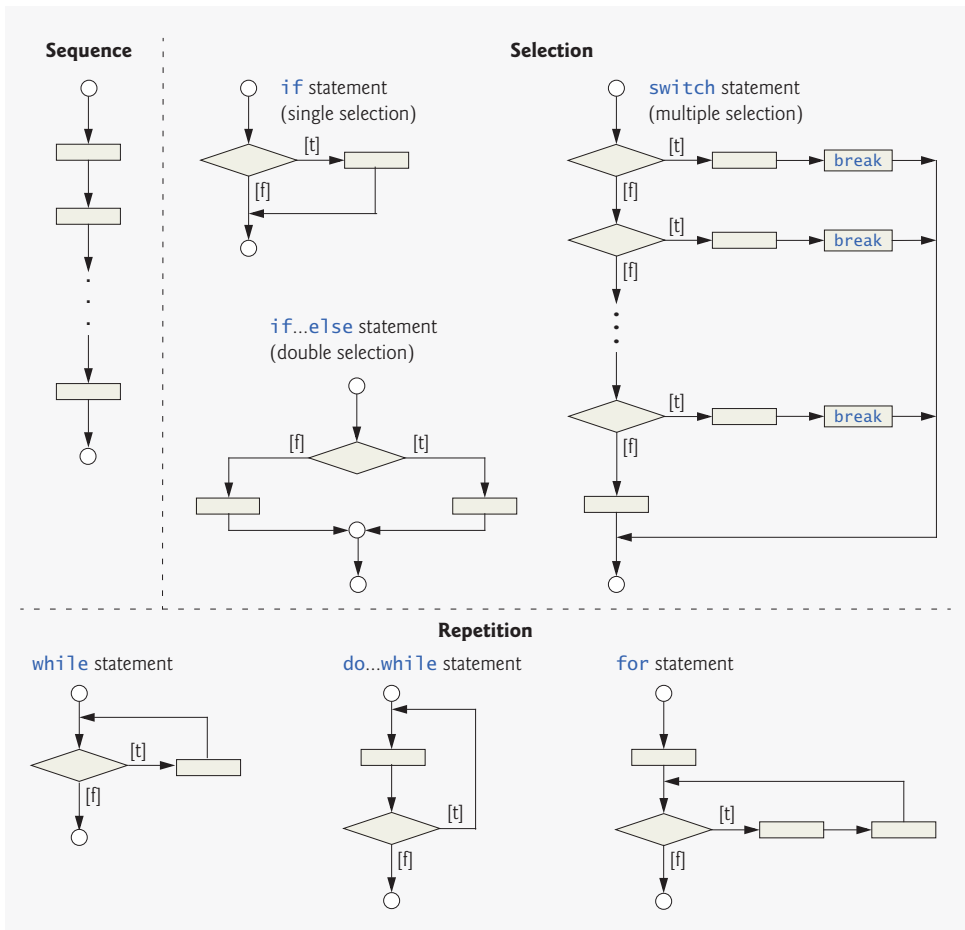 Sequence
Selection
if statement
(single selection)
[t]
[f]
if...else statement
(double selection)
[f]
[t]
switch statement
(multiple selection)
[t]
break
[f]
[t]
break
[f]
[t]
break
[f]
Repetition
while statement
[t]
[f]
do...while statement
[t]
[f]
for statement
[t]
[f]